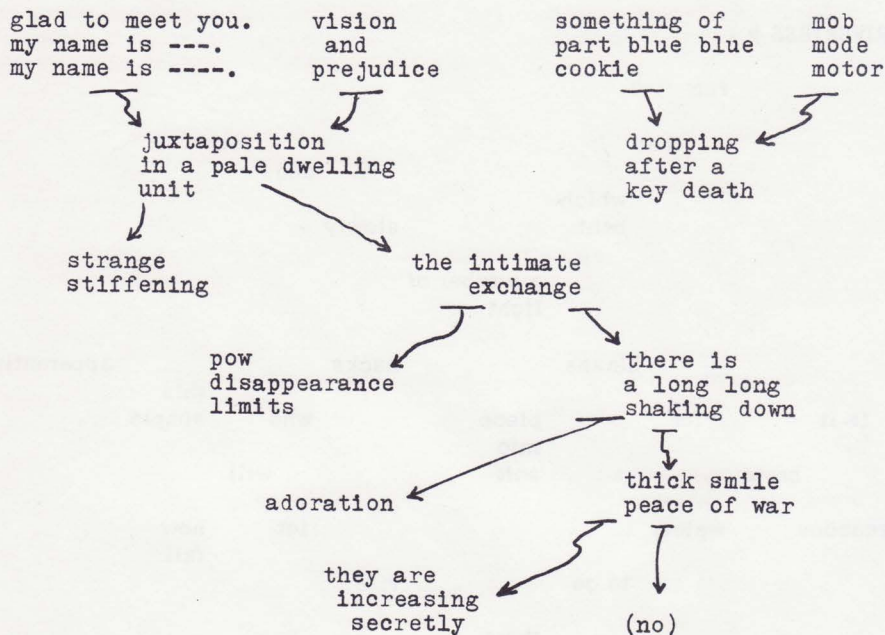 glad to meet you.
my name is ---.
my name is ----.
vision
and
prejudice
something of
part blue blue
cookie
mob
mode
motor
juxtaposition
in a pale dwelling
unit
dropping
after a
key death
strange
stiffening
the intimate
exchange
pow
disappearance
limits
there is
a long long
shaking down
adoration
thick smile
peace of war
they are
increasing
secretly
(no)